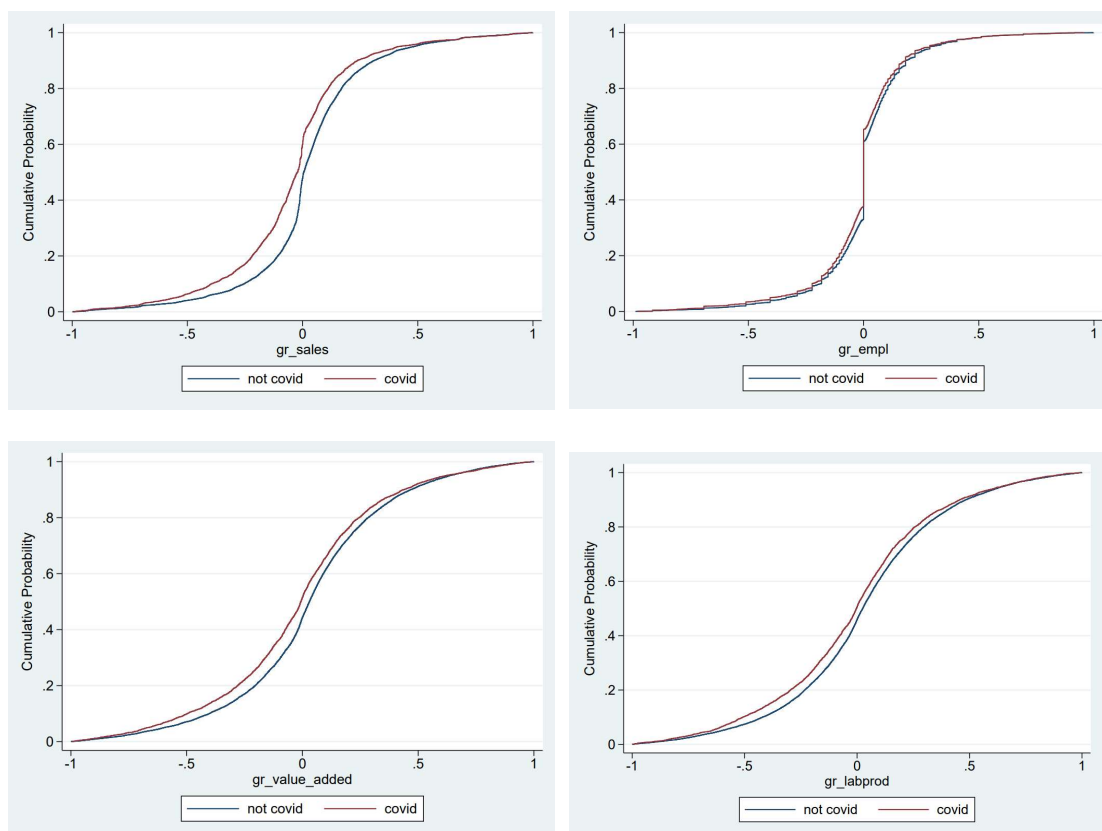 Cumulative Probability
1
.8
.6
.4
.2
0
-1 -.5 0 .5 1
gr_sales
not covid covid
Cumulative Probability
1
.8
.6
.4
.2
0
-1 -.5 0 .5 1
gr_empl
not covid covid
Cumulative Probability
1
.8
.6
.4
.2
0
-1 -.5 0 .5 1
gr_value_added
not covid covid
Cumulative Probability
1
.8
.6
.4
.2
0
-1 -.5 0 .5 1
gr_labprod
not covid covid